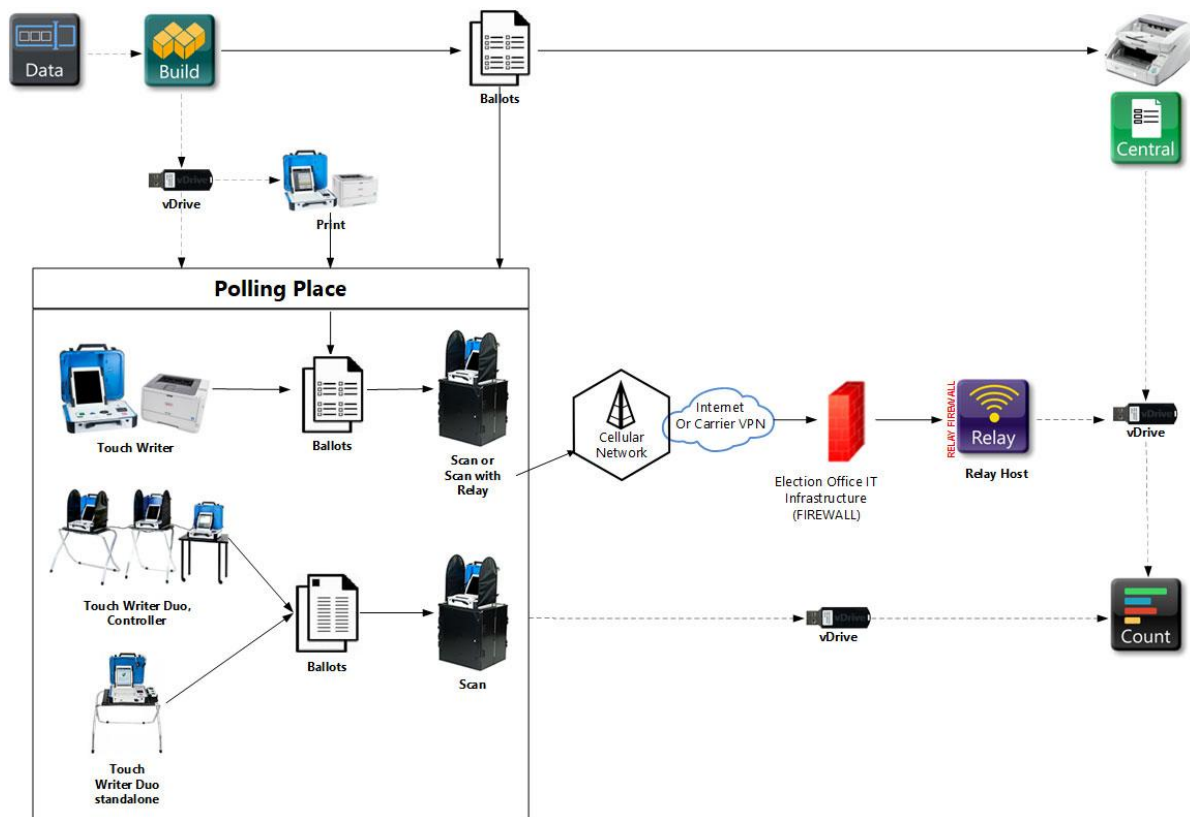 Data
Build
Ballots
Central
vDrive
vDrive
Print
Polling Place
Touch Writer
Ballots
Scan or
Scan with
Relay
Cellular
Network
Internet
Or Carrier VPN
Election Office IT
Infrastructure
(FIREWALL)
RELAY FIREWALL
Relay
Relay Host
vDrive
vDrive
Touch Writer Duo,
Controller
Ballots
Scan
vDrive
Count
Touch
Writer Duo
standalone